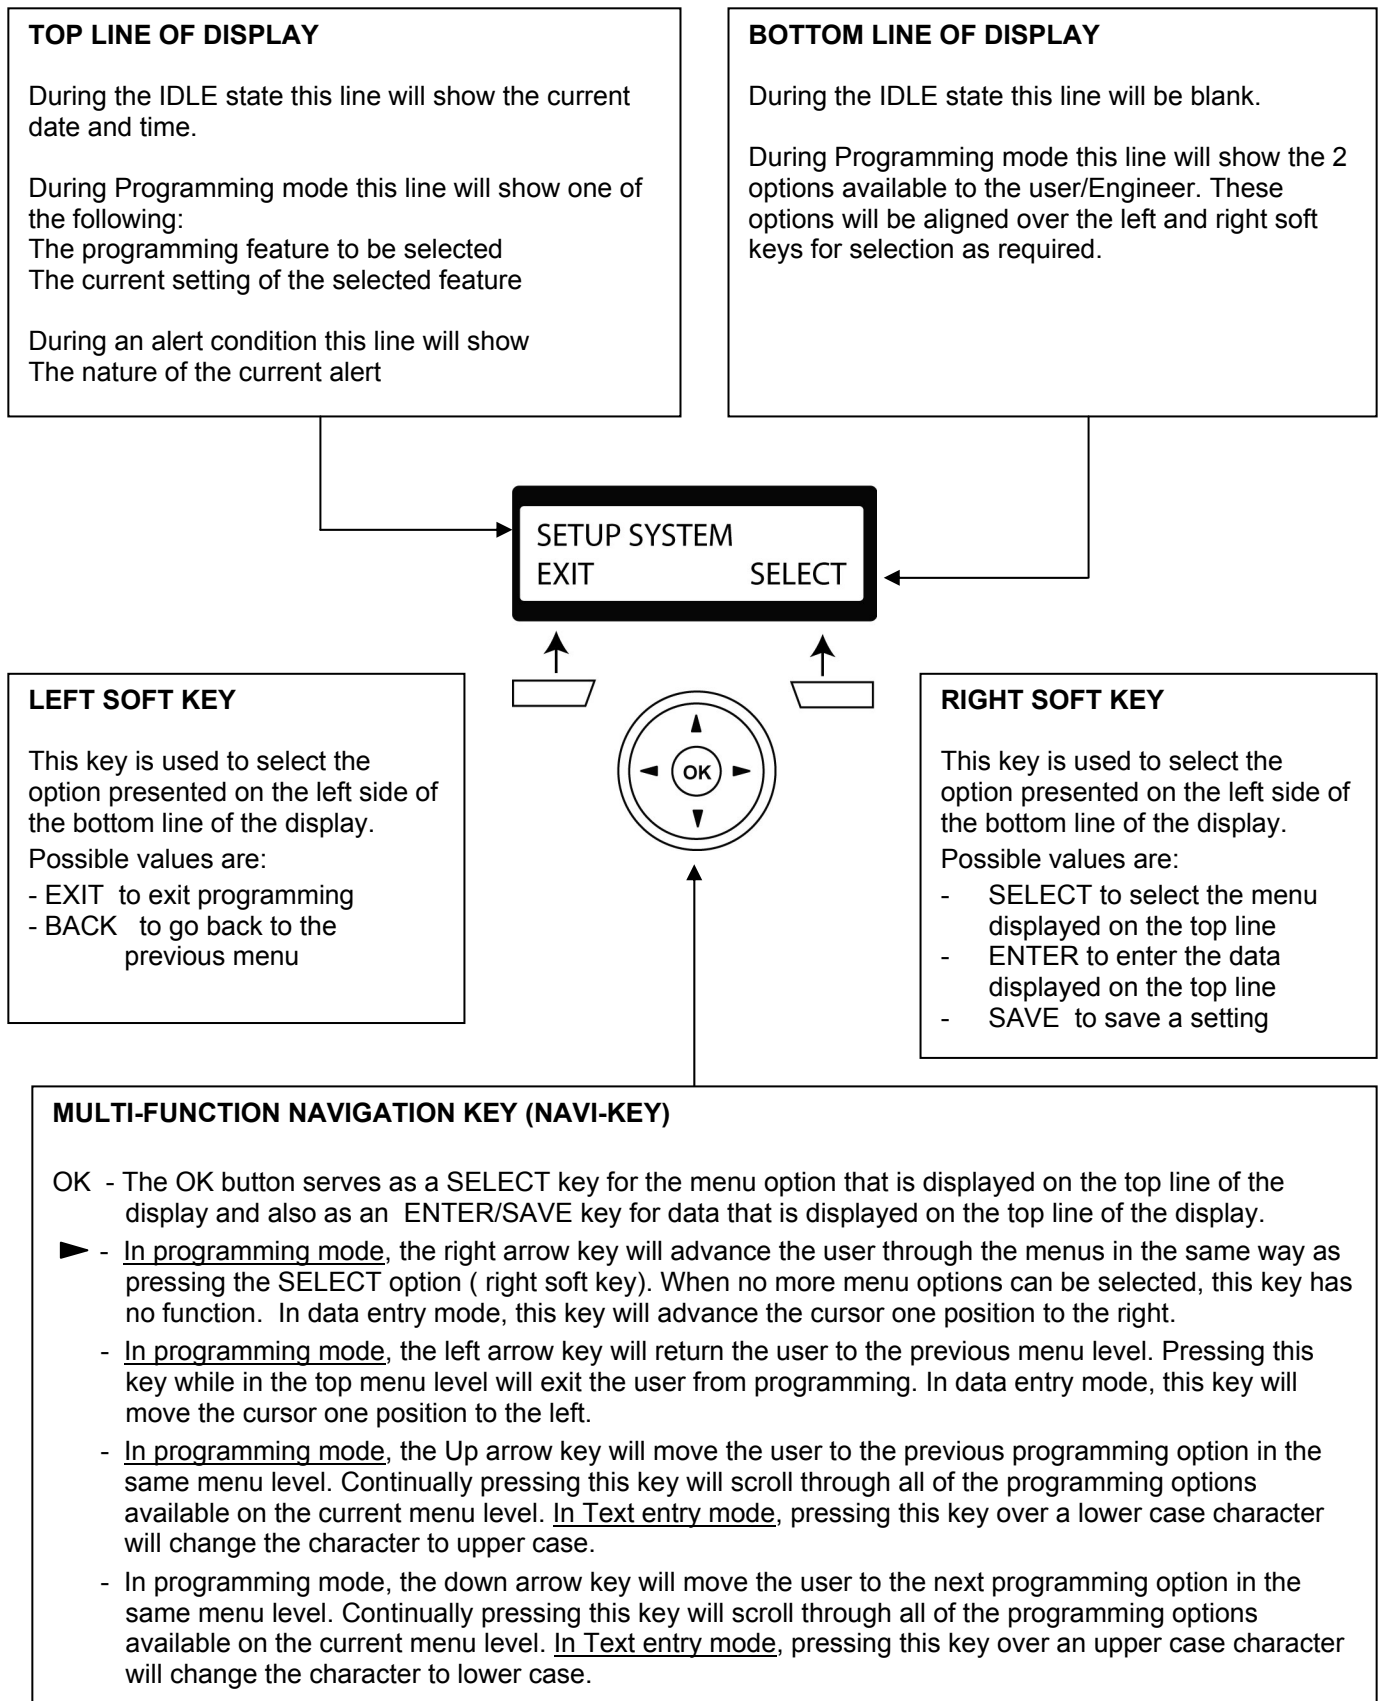 TOP LINE OF DISPLAY
During the IDLE state this line will show the current
date and time.
During Programming mode this line will show one of
the following:
The programming feature to be selected
The current setting of the selected feature
During an alert condition this line will show
The nature of the current alert
BOTTOM LINE OF DISPLAY
During the IDLE state this line will be blank.
During Programming mode this line will show the 2
options available to the user/Engineer. These
options will be aligned over the left and right soft
keys for selection as required.
SETUP SYSTEM
EXIT SELECT
LEFT SOFT KEY
This key is used to select the
option presented on the left side of
the bottom line of the display.
Possible values are:
- EXIT to exit programming
- BACK to go back to the
previous menu
OK
RIGHT SOFT KEY
This key is used to select the
option presented on the left side of
the bottom line of the display.
Possible values are:
- SELECT to select the menu
displayed on the top line
- ENTER to enter the data
displayed on the top line
- SAVE to save a setting
MULTI-FUNCTION NAVIGATION KEY (NAVI-KEY)
OK - The OK button serves as a SELECT key for the menu option that is displayed on the top line of the
display and also as an ENTER/SAVE key for data that is displayed on the top line of the display.
► - In programming mode, the right arrow key will advance the user through the menus in the same way as
pressing the SELECT option ( right soft key). When no more menu options can be selected, this key has
no function. In data entry mode, this key will advance the cursor one position to the right.
- In programming mode, the left arrow key will return the user to the previous menu level. Pressing this
key while in the top menu level will exit the user from programming. In data entry mode, this key will
move the cursor one position to the left.
- In programming mode, the Up arrow key will move the user to the previous programming option in the
same menu level. Continually pressing this key will scroll through all of the programming options
available on the current menu level. In Text entry mode, pressing this key over a lower case character
will change the character to upper case.
- In programming mode, the down arrow key will move the user to the next programming option in the
same menu level. Continually pressing this key will scroll through all of the programming options
available on the current menu level. In Text entry mode, pressing this key over an upper case character
will change the character to lower case.